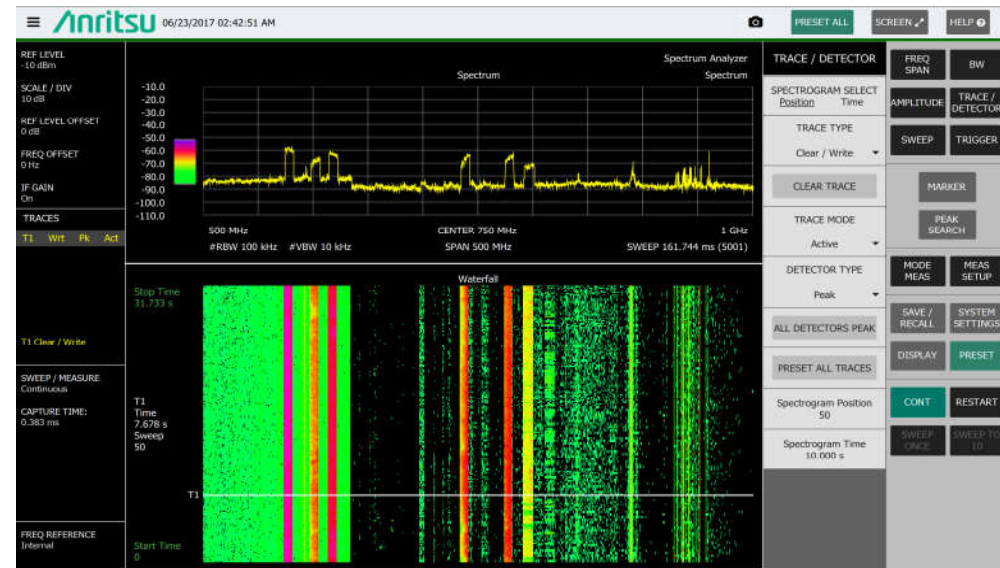 Anritsu 06/23/2017 02:42:51 AM
PRESET ALL
SCREEN
HELP
REF LEVEL
-10 dBm
SCALE / DIV
10 dB
REF LEVEL OFFSET
0 dB
FREQ OFFSET
0 Hz
IF GAIN
On
TRACES
T1 Wrt Pk Act
T1 Clear / Write
SWEEP / MEASURE
Continuous
CAPTURE TIME:
0.383 ms
FREQ REFERENCE
Internal
Spectrum Analyzer
Spectrum
Spectrum
-10.0
-20.0
-30.0
-40.0
-50.0
-60.0
-70.0
-80.0
-90.0
-100.0
-110.0
500 MHz CENTER 750 MHz 1 GHz
#RBW 100 kHz #VBW 10 kHz SPAN 500 MHz SWEEP 161.744 ms (5001)
Waterfall
Stop Time
31.733 s
T1
Time
7.678 s
Sweep
50
T1
Start Time
0
TRACE / DETECTOR
SPECTROGRAM SELECT
Position Time
TRACE TYPE
Clear / Write
CLEAR TRACE
TRACE MODE
Active
DETECTOR TYPE
Peak
ALL DETECTORS PEAK
PRESET ALL TRACES
Spectrogram Position
50
Spectrogram Time
10.000 s
FREQ
SPAN
BW
AMPLITUDE
TRACE /
DETECTOR
SWEEP
TRIGGER
MARKER
PEAK
SEARCH
MODE
MEAS
MEAS
SETUP
SAVE /
RECALL
SYSTEM
SETTINGS
DISPLAY
PRESET
CONT
RESTART
SWEEP
ONCE
SWEEP TO
10